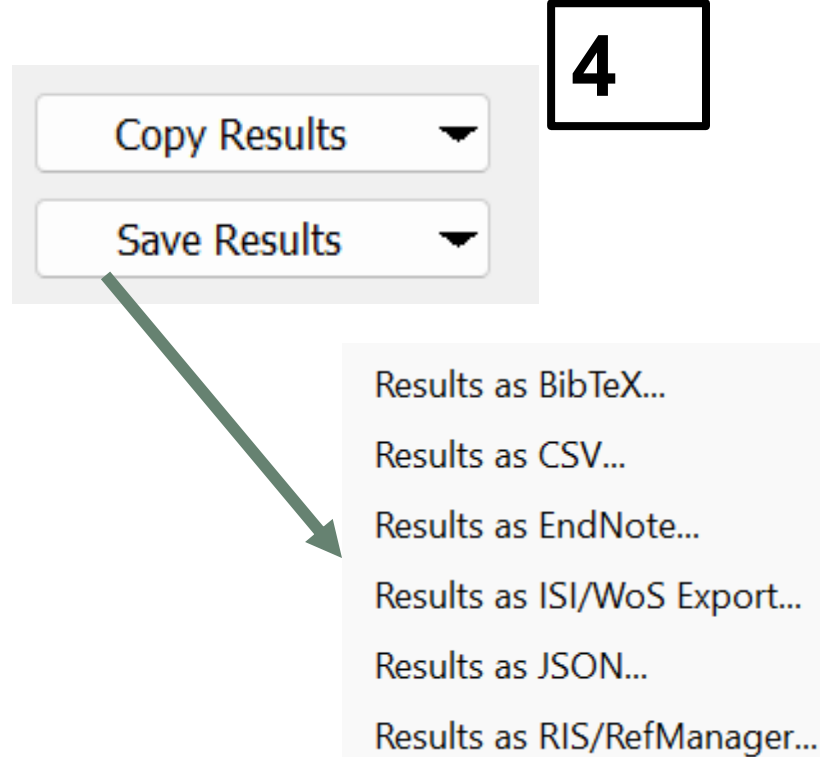 4
Copy Results
Save Results
Results as BibTeX...
Results as CSV...
Results as EndNote...
Results as ISI/WoS Export...
Results as JSON...
Results as RIS/RefManager...